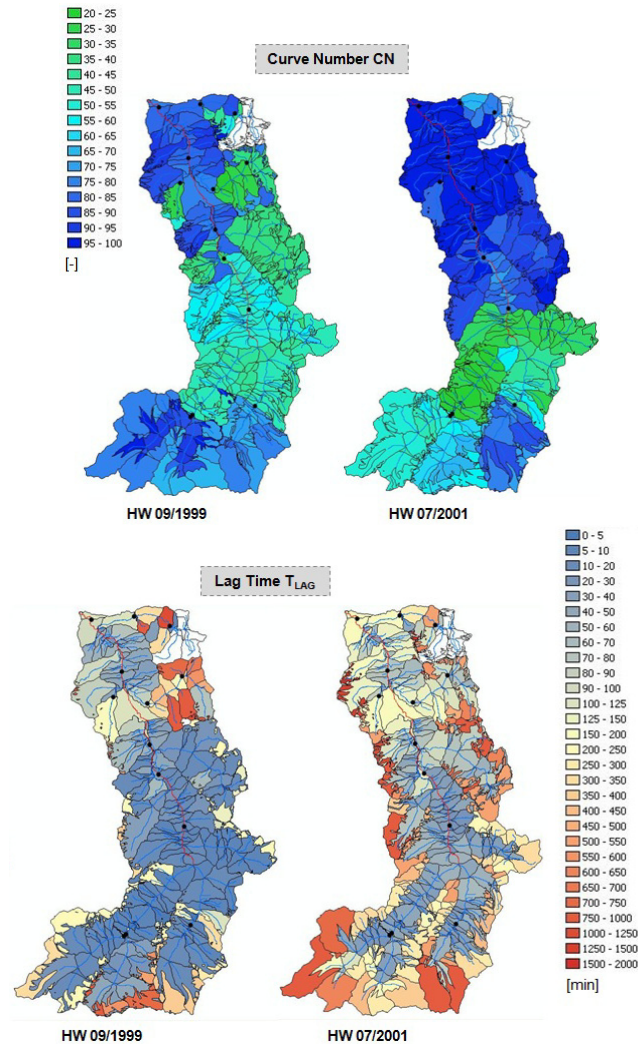 20 - 25
25 - 30
30 - 35
35 - 40
40 - 45
45 - 50
50 - 55
55 - 60
60 - 65
65 - 70
70 - 75
75 - 80
80 - 85
85 - 90
90 - 95
95 - 100
[-]
Curve Number CN
HW 09/1999
HW 07/2001
Lag Time TLAG
0 - 5
5 - 10
10 - 20
20 - 30
30 - 40
40 - 50
50 - 60
60 - 70
70 - 80
80 - 90
90 - 100
100 - 125
125 - 150
150 - 200
200 - 250
250 - 300
300 - 350
350 - 400
400 - 450
450 - 500
500 - 550
550 - 600
600 - 650
650 - 700
700 - 750
750 - 1000
1000 - 1250
1250 - 1500
1500 - 2000
[min]
HW 09/1999
HW 07/2001